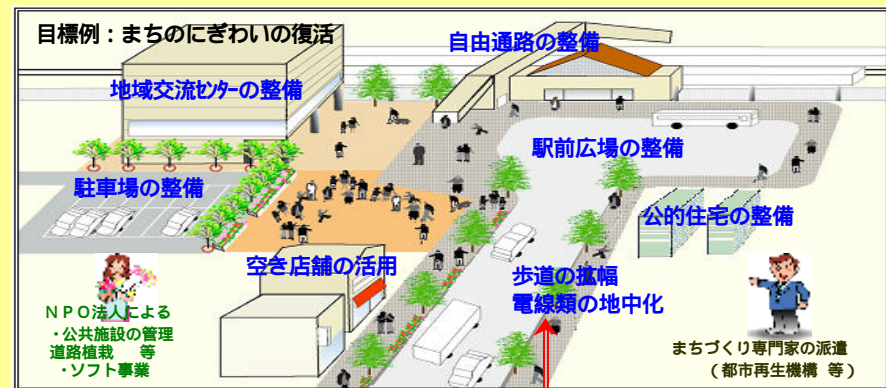 目標例：まちのにぎわいの復活
自由通路の整備
地域交流ｾﾝﾀｰの整備
駅前広場の整備
駐車場の整備
公的住宅の整備
空き店舗の活用
歩道の拡幅
電線類の地中化
ＮＰＯ法人による
・公共施設の管理
道路植栽　等
・ソフト事業
まちづくり専門家の派遣
（都市再生機構 等）